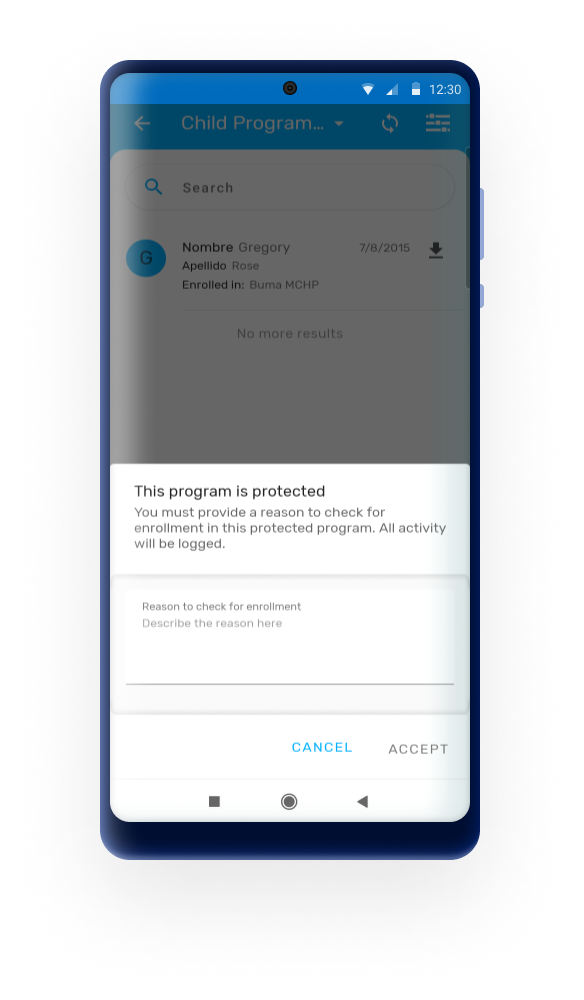 12:30
Child Program...
Search
Nombre Gregory 7/8/2015
G
Apellido Rose
Enrolled in: Buma MCHP
No more results
This program is protected
You must provide a reason to check for
enrollment in this protected program. All activity
will be logged.
Reason to check for enrollment
Describe the reason here
CANCEL ACCEPT